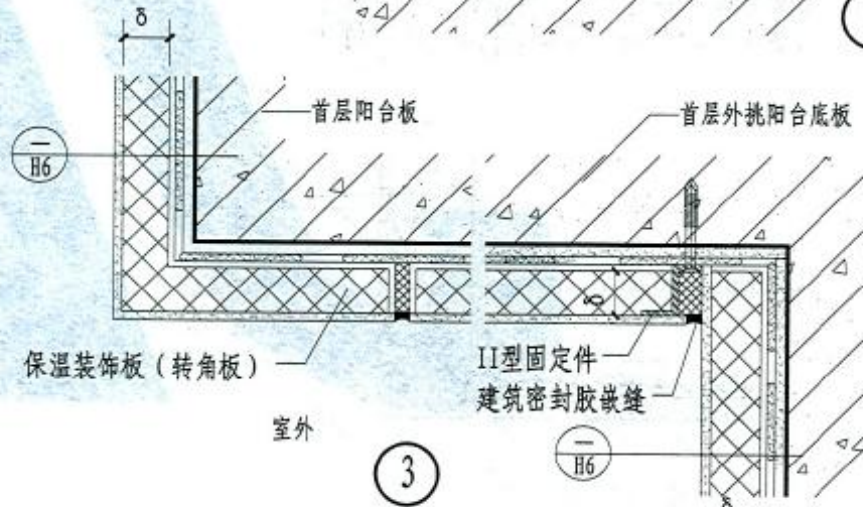 δ
首层阳台板
首层外挑阳台底板
一
H6
δ
保温装饰板（转角板）
II型固定件
建筑密封胶嵌缝
室外
3
一
H6
δ